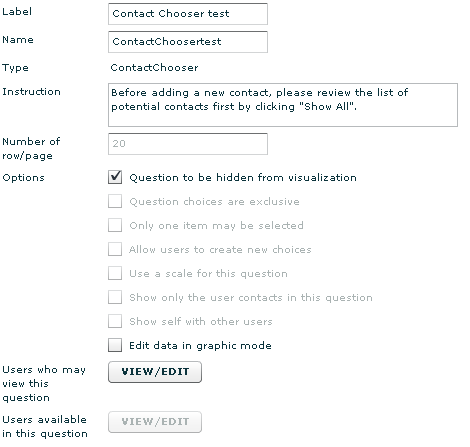 Label Contact Chooser test
Name ContactChoosertest
Type ContactChooser
Instruction Before adding a new contact, please review the list of
potential contacts first by clicking "Show All".
Number of
row/page 20
Options Question to be hidden from visualization
Question choices are exclusive
Only one item may be selected
Allow users to create new choices
Use a scale for this question
Show only the user contacts in this question
Show self with other users
Edit data in graphic mode
Users who may
view this
question
VIEW/EDIT
Users available
in this question
VIEW/EDIT